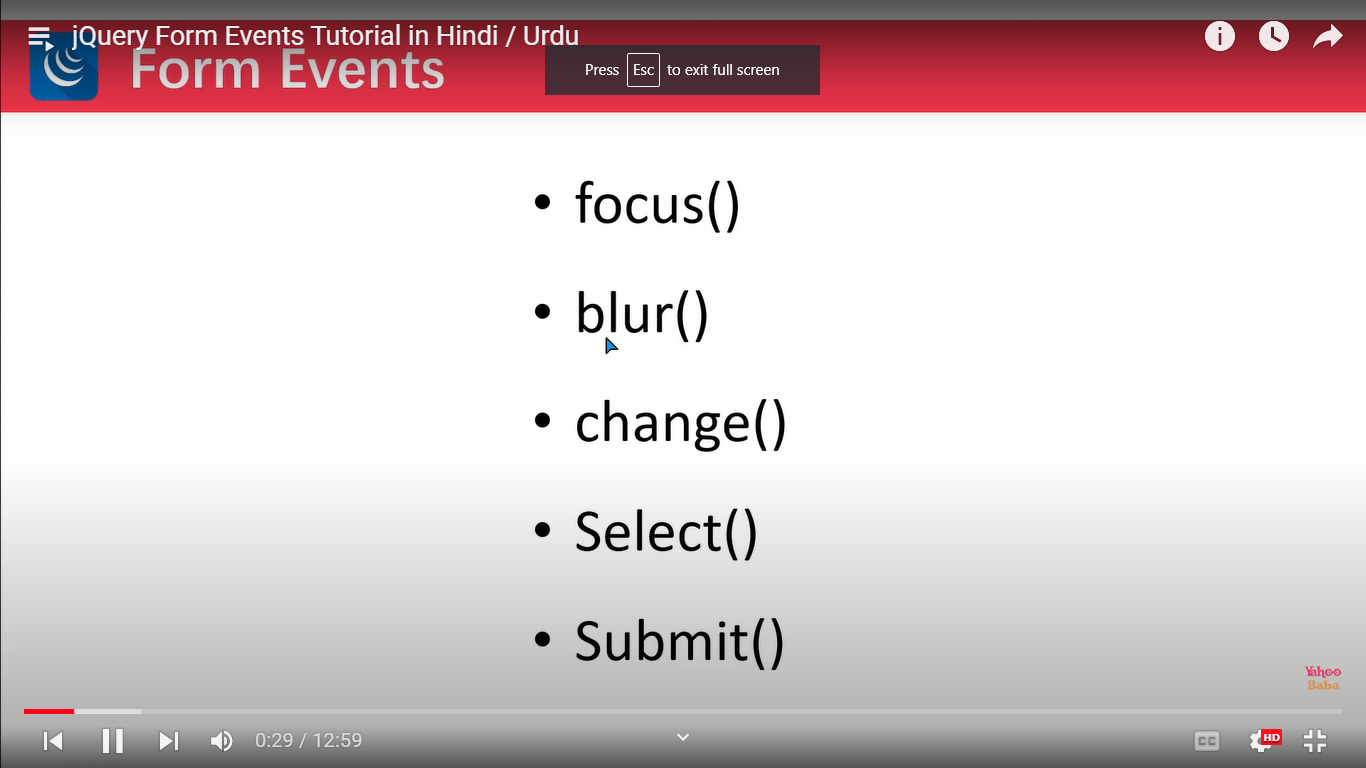 jQuery Form Events Tutorial in Hindi / Urdu
Form Events
Press Esc to exit full screen
• focus()
• blur()
• change()
• Select()
• Submit()
Yahoo
Baba
0:29 / 12:59
CC
HD